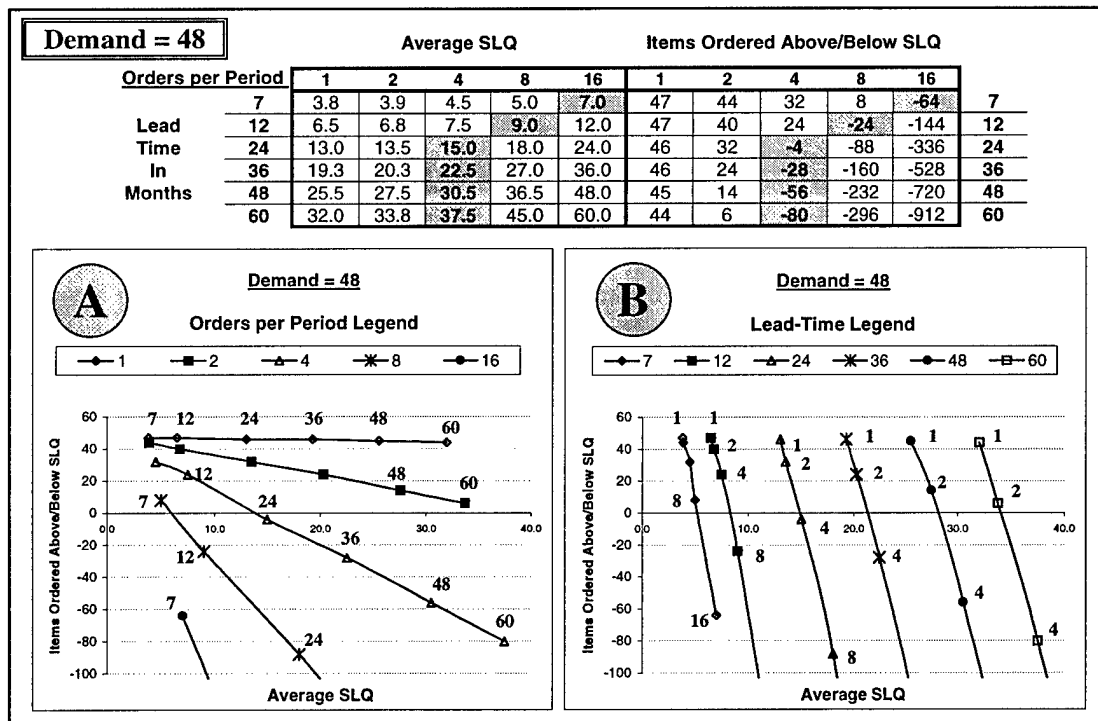 Demand = 48
Average SLQ Items Ordered Above/Below SLQ
Orders per Period 1 2 4 8 16 1 2 4 8 16
7 3.8 3.9 4.5 5.0 7.0 47 44 32 8 -64 7
Lead 12 6.5 6.8 7.5 9.0 12.0 47 40 24 -24 -144 12
Time 24 13.0 13.5 15.0 18.0 24.0 46 32 -4 -88 -336 24
In 36 19.3 20.3 22.5 27.0 36.0 46 24 -28 -160 -528 36
Months 48 25.5 27.5 30.5 36.5 48.0 45 14 -56 -232 -720 48
60 32.0 33.8 37.5 45.0 60.0 44 6 -80 -296 -912 60
A
Demand = 48
Orders per Period Legend
1 2 4 8 16
Items Ordered Above/Below SLQ
60
40
20
0
-20
-40
-60
-80
-100
0.0 10.0 20.0 30.0 40.0
7 12 24 36 48 60
48 60
12 24 36 48 60
7 12 24
7
Average SLQ
B
Demand = 48
Lead-Time Legend
7 12 24 36 48 60
Items Ordered Above/Below SLQ
60
40
20
0
-20
-40
-60
-80
-100
0.0 10.0 20.0 30.0 40.0
1 8 16
1 2 4 8
1 2 4 8
1 2 4
1 2 4
1 2 4
Average SLQ